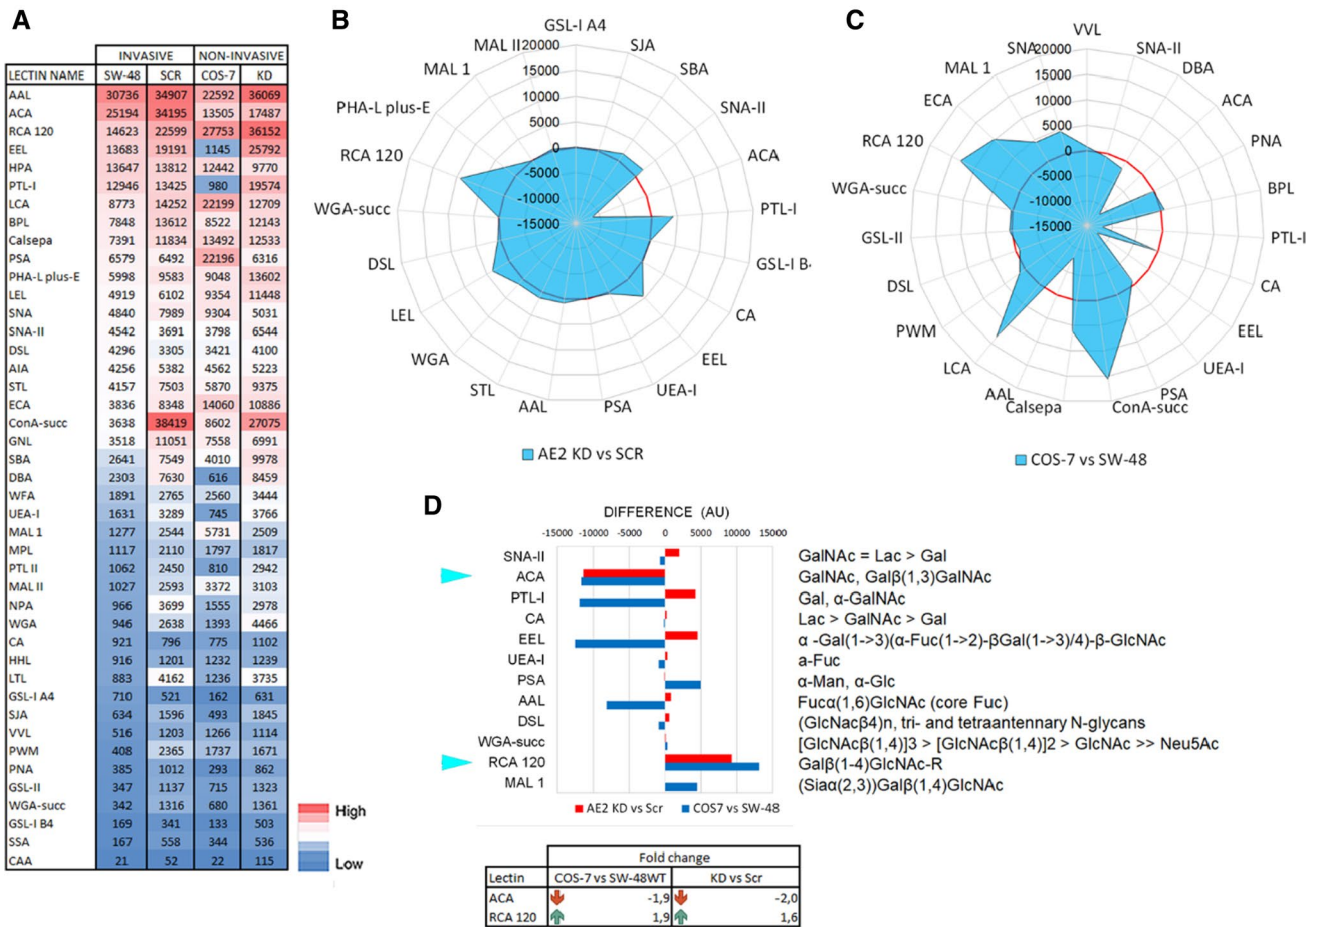 A
INVASIVE NON-INVASIVE
LECTIN NAME SW-48 SCR COS-7 KD
AAL 30736 34907 22592 36069
ACA 25194 34195 13505 17487
RCA 120 14623 22599 27753 36152
EEL 13683 19191 1145 25792
HPA 13647 13812 12442 9770
PTL-I 12946 13425 980 19574
LCA 8773 14252 22199 12709
BPL 7848 13612 8522 12143
Calsepa 7391 11834 13492 12533
PSA 6579 6492 22196 6316
PHA-L plus-E 5998 9583 9048 13602
LEL 4919 6102 9354 11448
SNA 4840 7989 9304 5031
SNA-II 4542 3691 3798 6544
DSL 4296 3305 3421 4100
AIA 4256 5382 4562 5223
STL 4157 7503 5870 9375
ECA 3836 8348 14060 10886
ConA-succ 3638 38419 8602 27075
GNL 3518 11051 7558 6991
SBA 2641 7549 4010 9978
DBA 2303 7630 616 8459
WFA 1891 2765 2560 3444
UEA-I 1631 3289 745 3766
MAL 1 1277 2544 5731 2509
MPL 1117 2110 1797 1817
PTL II 1062 2450 810 2942
MAL II 1027 2593 3372 3103
NPA 966 3699 1555 2978
WGA 946 2638 1393 4466
CA 921 796 775 1102
HHL 916 1201 1232 1239
LTL 883 4162 1236 3735
GSL-I A4 710 521 162 631
SJA 634 1596 493 1845
VVL 516 1203 1266 1114
PWM 408 2365 1737 1671
PNA 385 1012 293 862
GSL-II 347 1137 715 1323
WGA-succ 342 1316 680 1361
GSL-I B4 169 341 133 503
SSA 167 558 344 536
CAA 21 52 22 115
High
Low
B
GSL-I A4
SJA
SBA
SNA-II
ACA
PTL-I
GSL-I B
CA
EEL
UEA-I
PSA
AAL
STL
WGA
LEL
DSL
WGA-succ
RCA 120
PHA-L plus-E
MAL 1
MAL II
20000
15000
10000
5000
0
-5000
-10000
-15000
AE2 KD vs SCR
C
VVL
SNA-II
DBA
ACA
PNA
BPL
PTL-I
CA
EEL
UEA-I
PSA
ConA-succ
Calsepa
AAL
LCA
PWM
DSL
GSL-II
WGA-succ
RCA 120
ECA
MAL 1
SNA
20000
15000
10000
5000
0
-5000
-10000
-15000
COS-7 vs SW-48
D
DIFFERENCE (AU)
-15000 -10000 -5000 0 5000 10000 15000
SNA-II GalNAc = Lac > Gal
ACA GalNAc, Galβ(1,3)GalNAc
PTL-I Gal, α-GalNAc
CA Lac > GalNAc > Gal
EEL α -Gal(1->3)(α-Fuc(1->2)-βGal(1->3)/4)-β-GlcNAc
UEA-I a-Fuc
PSA α-Man, α-Glc
AAL Fucα(1,6)GlcNAc (core Fuc)
DSL (GlcNacβ4)n, tri- and tetraantennary N-glycans
WGA-succ [GlcNAcβ(1,4)]3 > [GlcNAcβ(1,4)]2 > GlcNAc >> Neu5Ac
RCA 120 Galβ(1-4)GlcNAc-R
MAL 1 (Siaα(2,3))Galβ(1,4)GlcNAc
AE2 KD vs Scr COS7 vs SW-48
Fold change
Lectin COS-7 vs SW-48WT KD vs Scr
ACA -1,9 -2,0
RCA 120 1,9 1,6